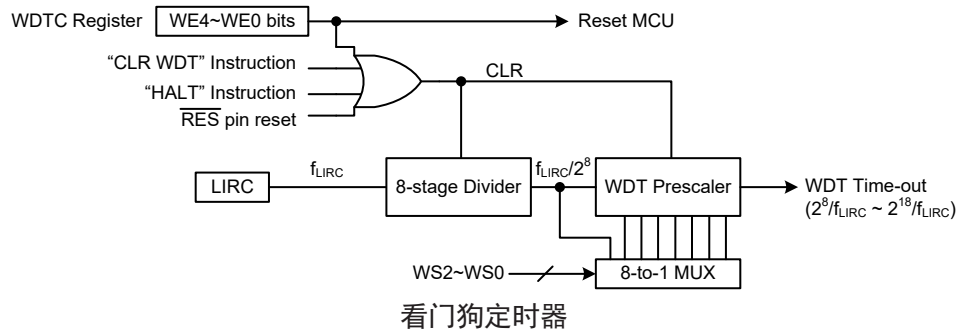 WDTC Register WE4~WE0 bits Reset MCU
“CLR WDT” Instruction
CLR
“HALT” Instruction
RES pin reset
fLIRC fLIRC/2^8
LIRC 8-stage Divider WDT Prescaler WDT Time-out
(2^8/fLIRC ~ 2^18/fLIRC)
WS2~WS0 8-to-1 MUX
看门狗定时器